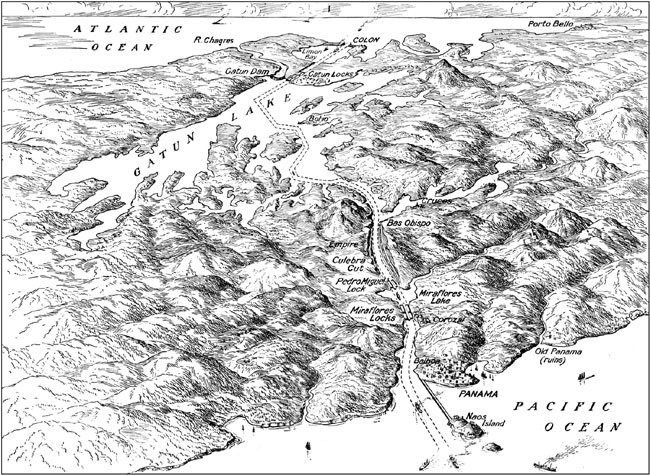 ATLANTIC
OCEAN
R. Chagres
COLON
Porto Bello
Limon
Bay
Gatun Dam
Gatun Locks
GATUN LAKE
Bohio
Cruces
Bas Obispo
Empire
Culebra
Cut
Pedro Miguel
Lock
Miraflores
Lake
Miraflores
Locks
Corozal
Balboa
Old Panama
(ruins)
PANAMA
Naos
Island
PACIFIC
OCEAN